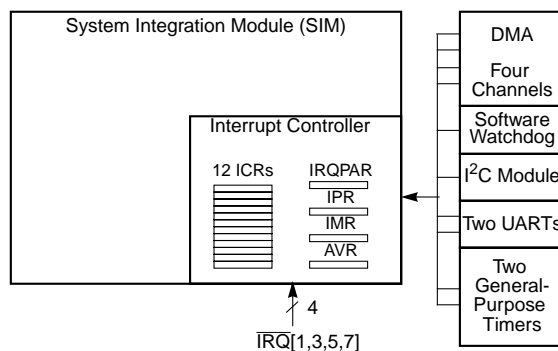 System Integration Module (SIM)
Interrupt Controller
12 ICRs
IRQPAR
IPR
IMR
AVR
4
IRQ[1,3,5,7]
DMA
Four
Channels
Software
Watchdog
I²C Module
Two UARTs
Two
General-
Purpose
Timers